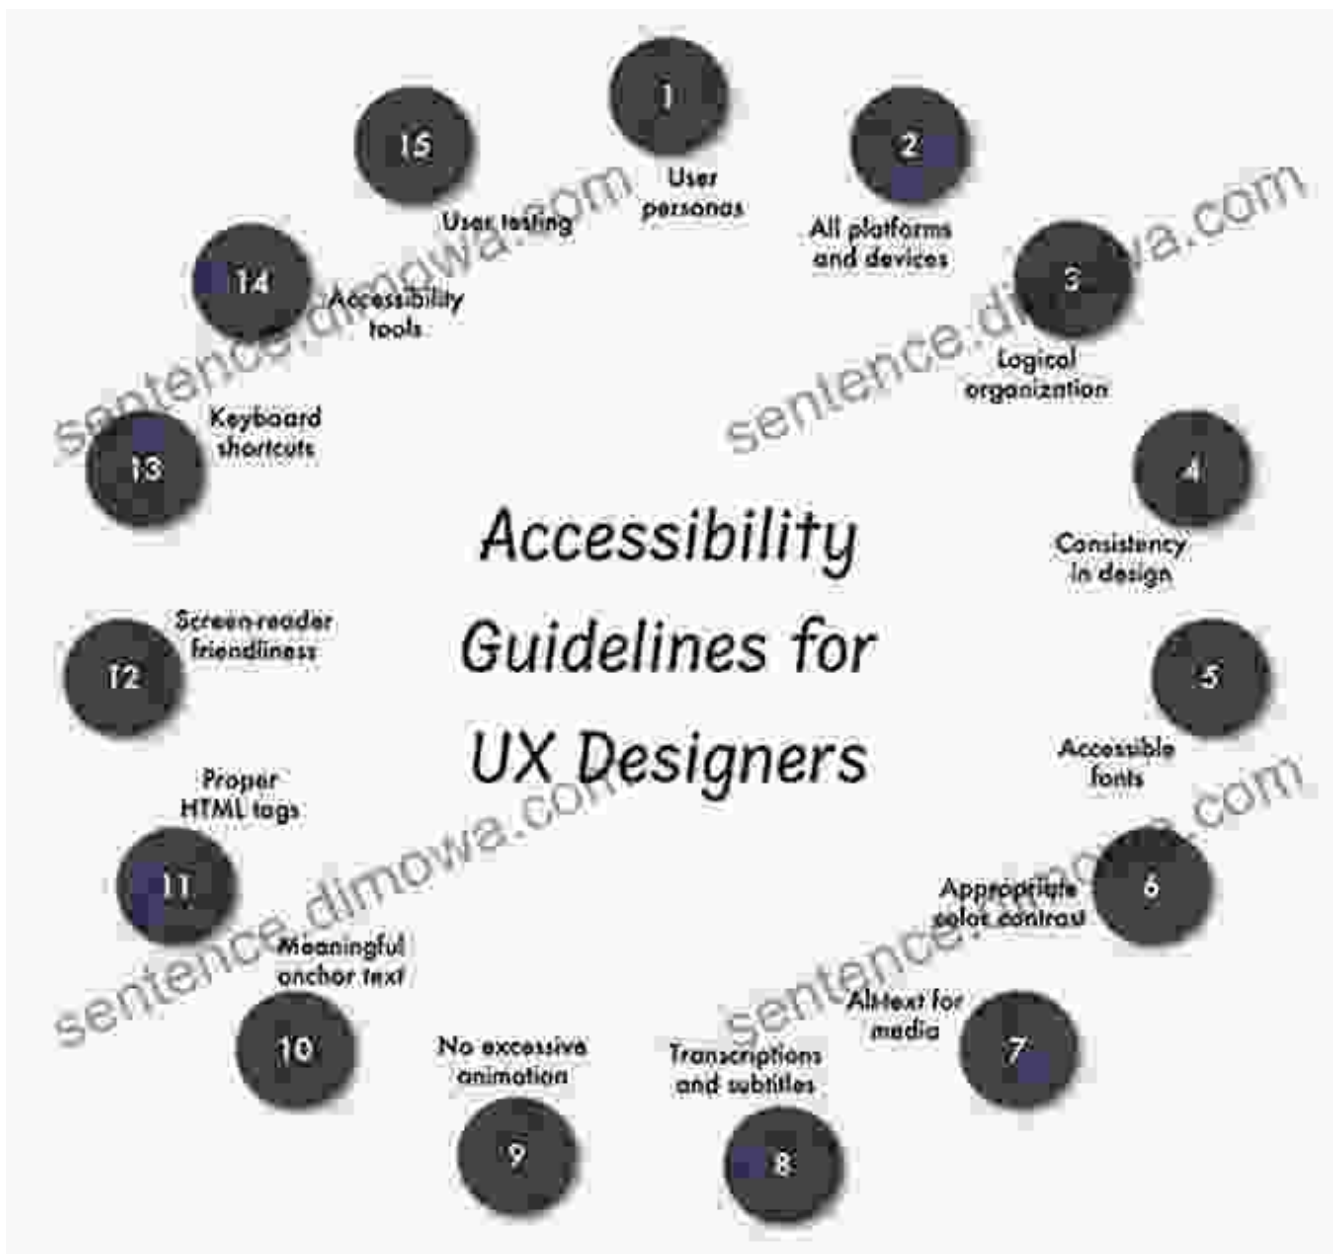 1
User
personas
2
All platforms
and devices
3
Logical
organization
4
Consistency
in design
5
Accessible
fonts
6
Appropriate
color contrast
7
Alt-text for
media
8
Transcriptions
and subtitles
9
No excessive
animation
10
Meaningful
anchor text
11
Proper
HTML tags
12
Screen-reader
friendliness
13
Keyboard
shortcuts
14
Accessibility
tools
15
User testing
Accessibility
Guidelines for
UX Designers
sentence.dimowa.com
sentence.dimowa.com
sentence.dimowa.com
sentence.dimowa.com